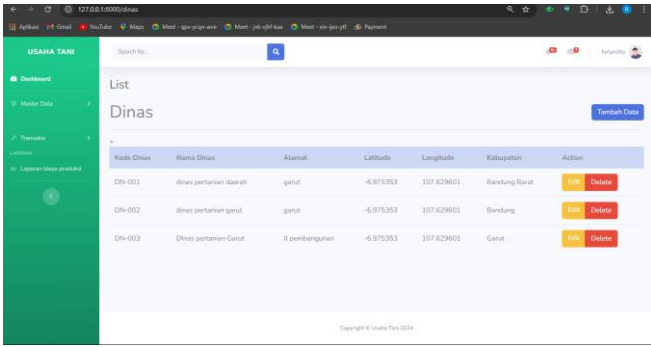 127.0.0.1:8000/dinas
Aplikasi Gmail YouTube Maps Payment
USAHA TANI
Search for...
Dashboard
Master Data
Transaksi
LAPORAN
Laporan biaya produksi
List
Dinas
Tambah Data
Kode Dinas Nama Dinas Alamat Latitude Longitude Kabupaten Action
DN-001 dinas pertanian daerah garut -6.975353 107.629601 Bandung Barat Edit Delete
DN-002 dinas pertanian garut garut -6.975353 107.629601 Bandung Edit Delete
DN-003 DInas pertanian Garut Jl.pembangunan -6.975353 107.629601 Garut Edit Delete
Copyright © Usaha Tani 2024